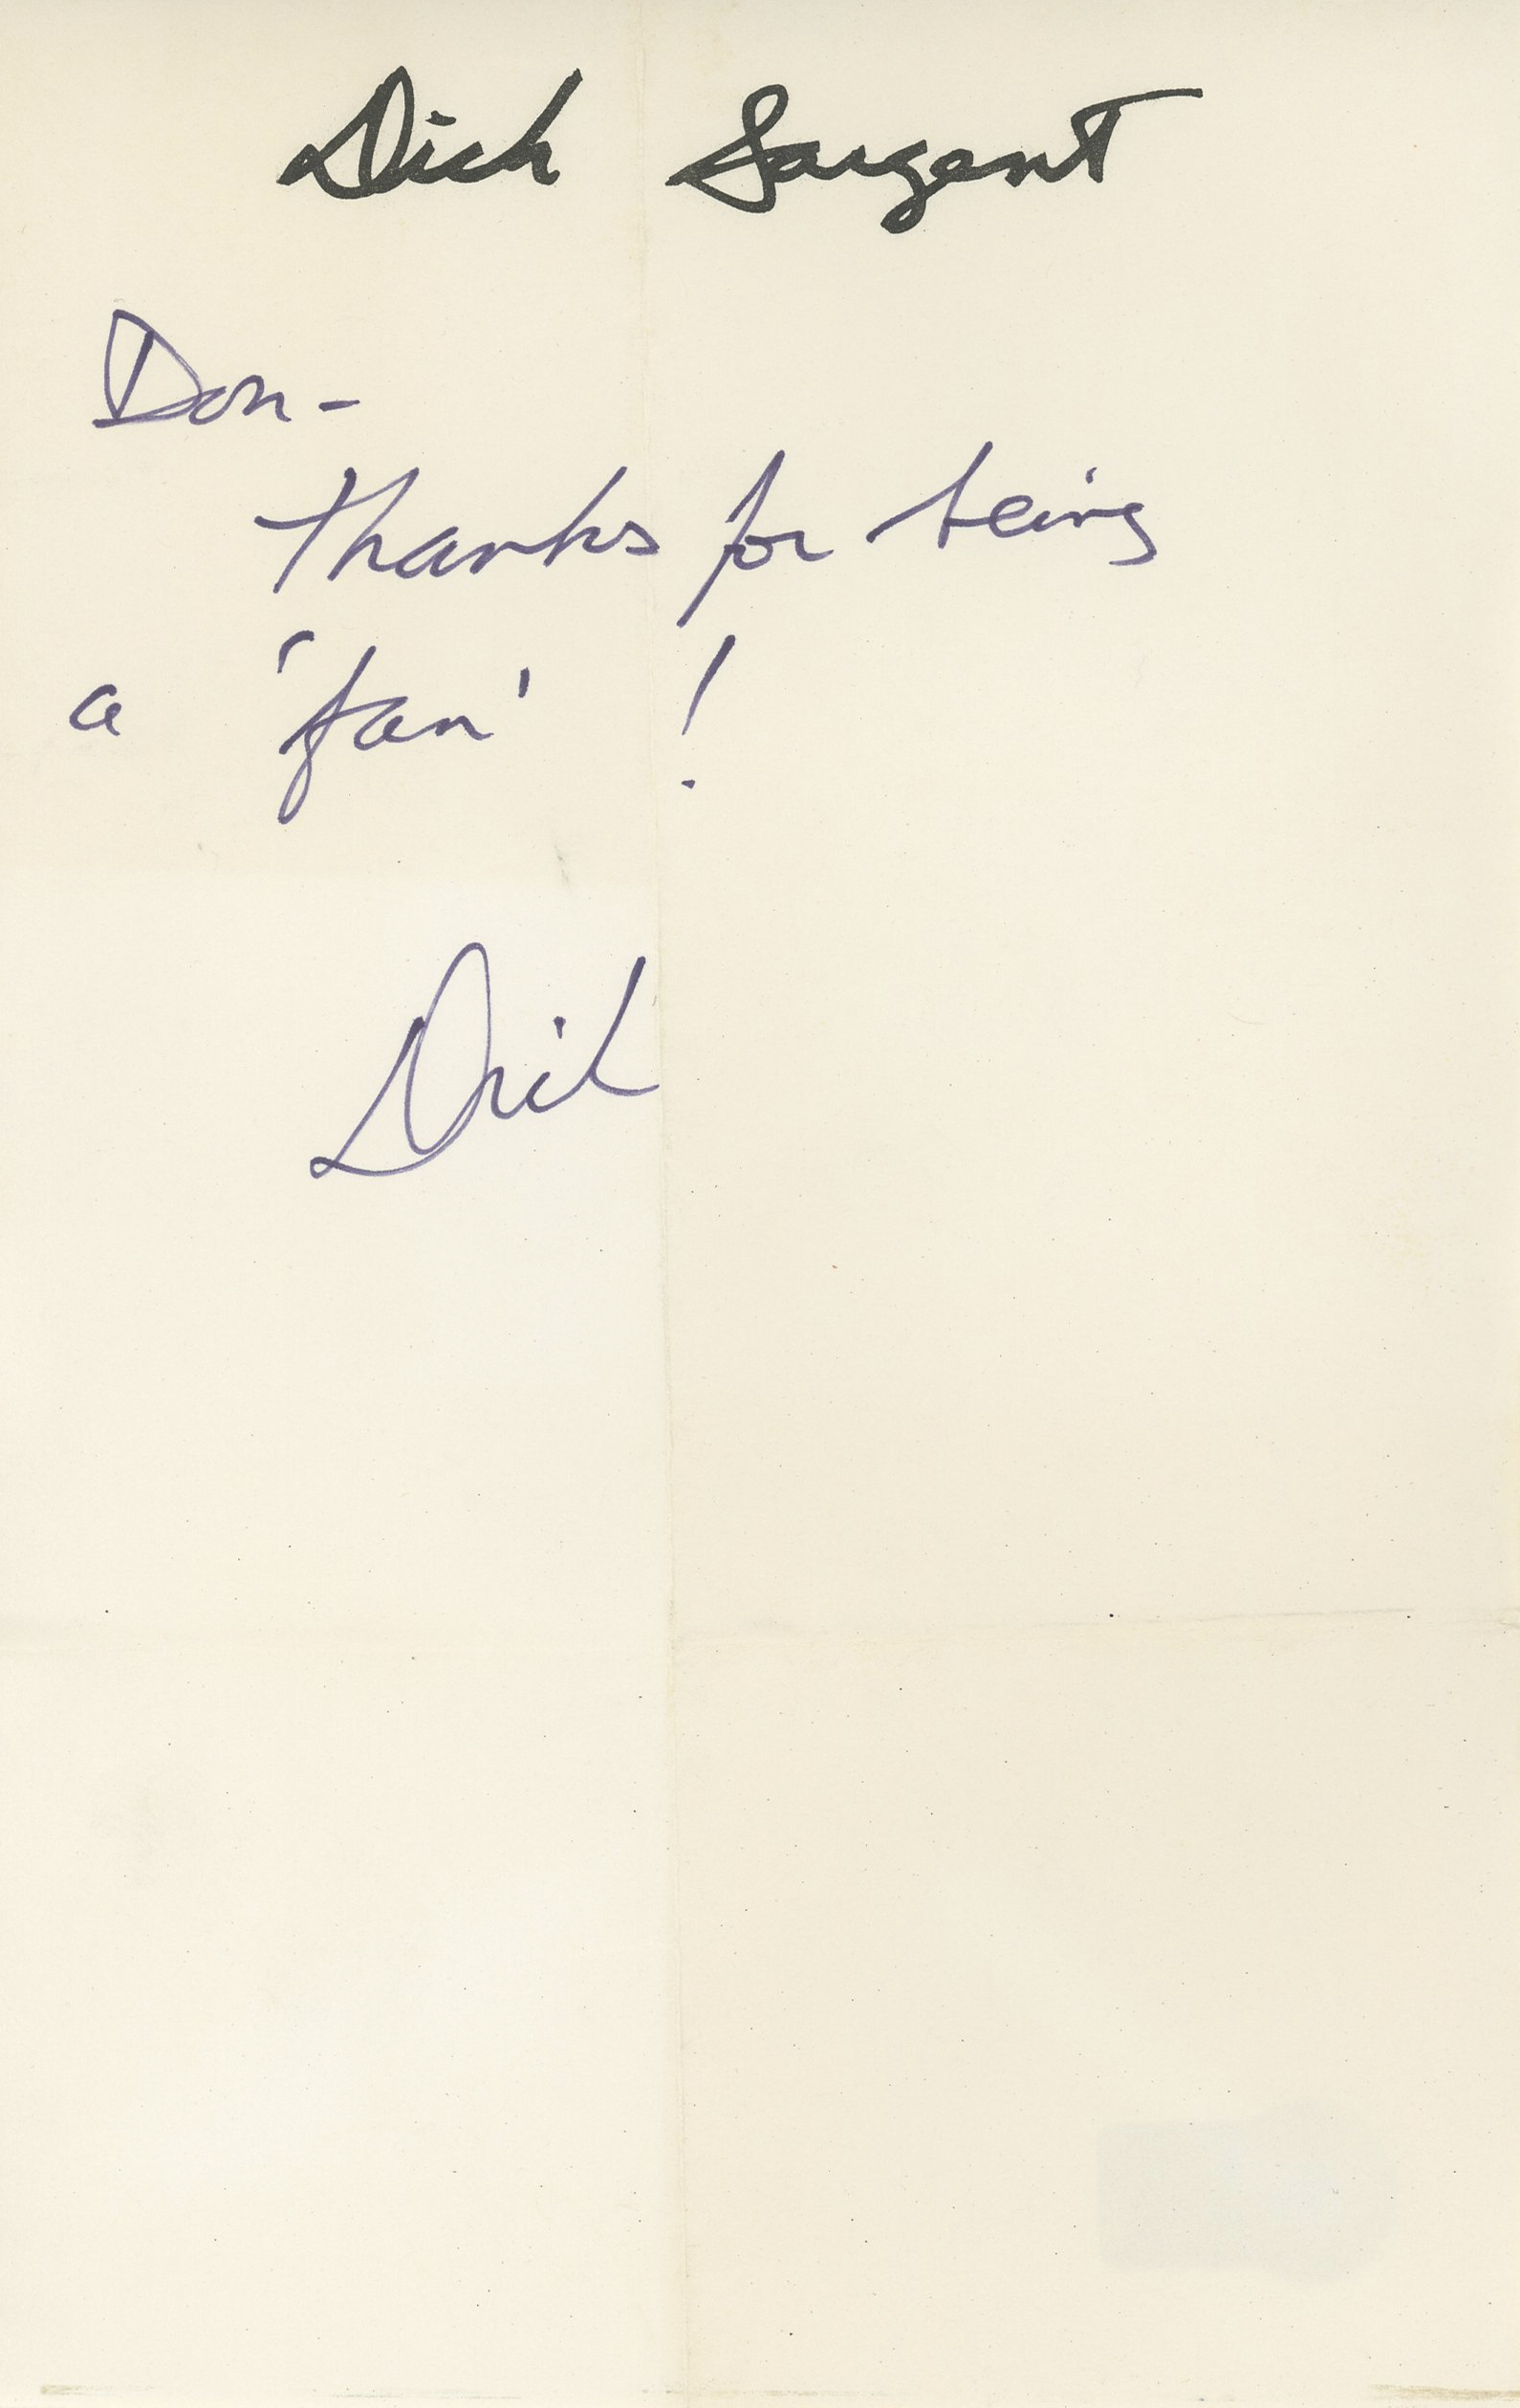 Dick Sargent
Don-
Thanks for being
a 'fan' !
Dick